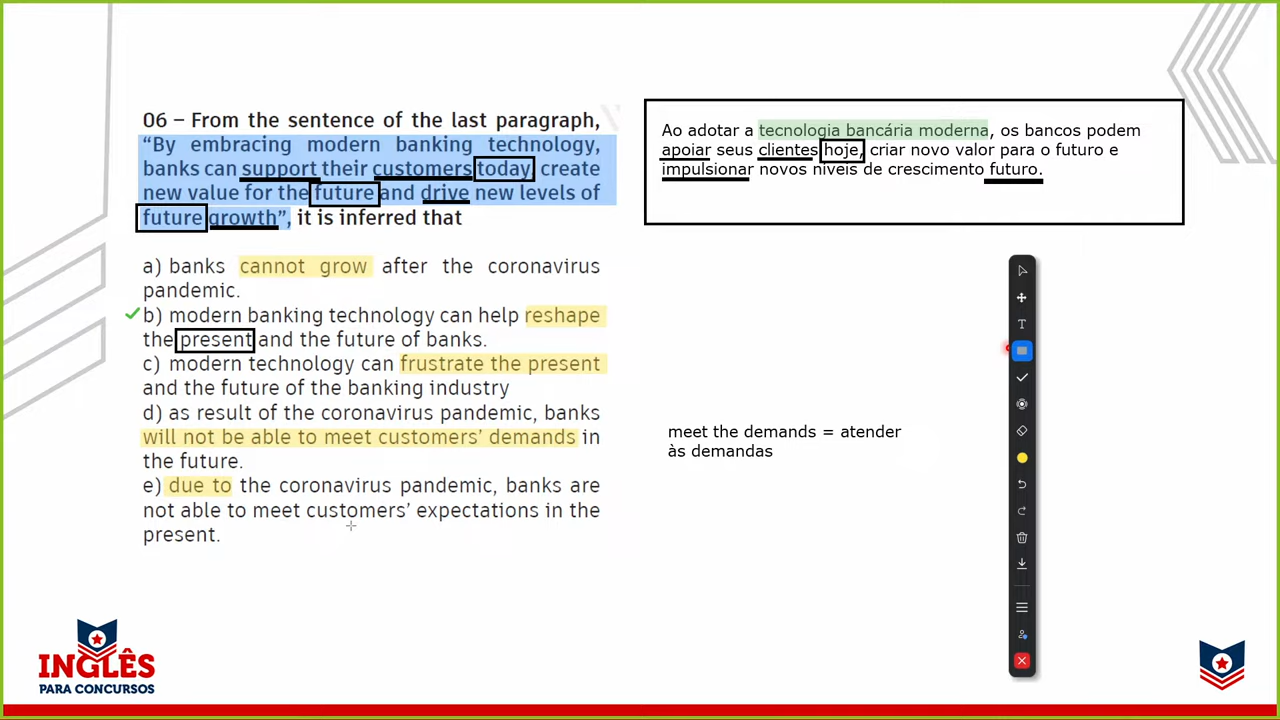 06 – From the sentence of the last paragraph,
“By embracing modern banking technology,
banks can support their customers today, create
new value for the future and drive new levels of
future growth”, it is inferred that
a) banks cannot grow after the coronavirus
pandemic.
b) modern banking technology can help reshape
the present and the future of banks.
c) modern technology can frustrate the present
and the future of the banking industry
d) as result of the coronavirus pandemic, banks
will not be able to meet customers’ demands in
the future.
e) due to the coronavirus pandemic, banks are
not able to meet customers’ expectations in the
present.
Ao adotar a tecnologia bancária moderna, os bancos podem
apoiar seus clientes hoje, criar novo valor para o futuro e
impulsionar novos níveis de crescimento futuro.
meet the demands = atender
às demandas
T
INGLÊS
PARA CONCURSOS